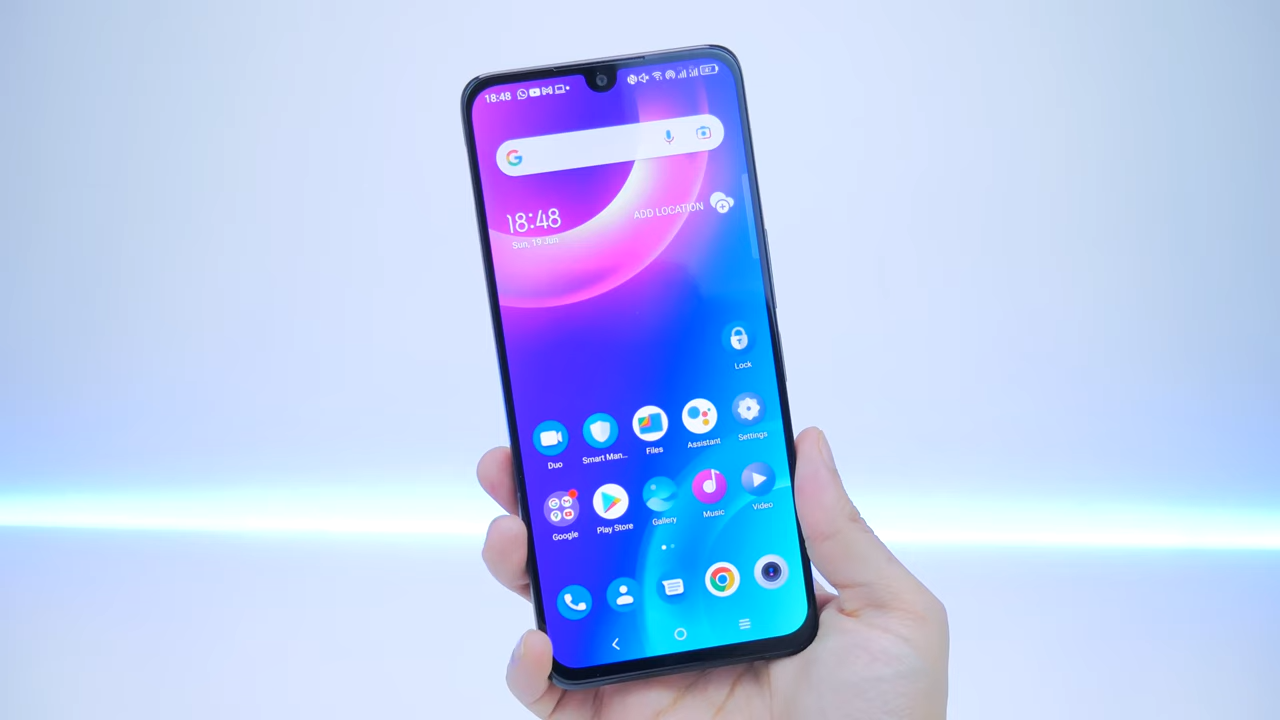 18:48
47
18:48
ADD LOCATION
Sun, 19 Jun
Lock
Duo
Smart Man...
Files
Assistant
Settings
Google
Play Store
Gallery
Music
Video